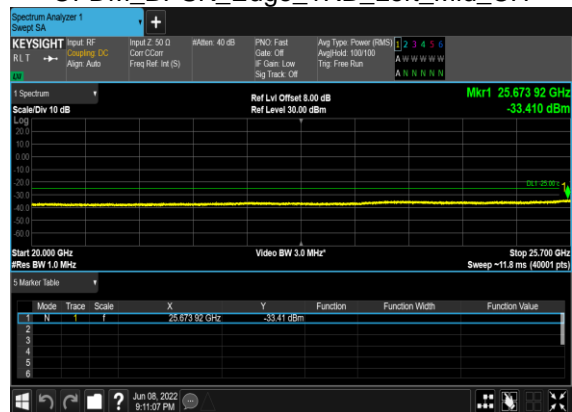 Spectrum Analyzer 1
Swept SA
+
KEYSIGHT Input: RF Input Z: 50 Ω #Atten: 40 dB PNO: Fast Avg Type: Power (RMS) 1 2 3 4 5 6
RLT Coupling: DC Corr CCorr Gate: Off Avg|Hold: 100/100 A W W W W W
Align: Auto Freq Ref: Int (S) IF Gain: Low Trig: Free Run
Sig Track: Off A N N N N N
1 Spectrum Ref Lvl Offset 8.00 dB Mkr1 25.673 92 GHz
Scale/Div 10 dB Ref Level 30.00 dBm -33.410 dBm
Log
20.0
10.0
0.00
-10.0
-20.0
DL1 -25.00
1
-30.0
-40.0
-50.0
-60.0
Start 20.000 GHz Video BW 3.0 MHz* Stop 25.700 GHz
#Res BW 1.0 MHz Sweep ~11.8 ms (40001 pts)
5 Marker Table
Mode Trace Scale X Y Function Function Width Function Value
1 N 1 f 25.673 92 GHz -33.41 dBm
2
3
4
5
6
? Jun 08, 2022
9:11:07 PM